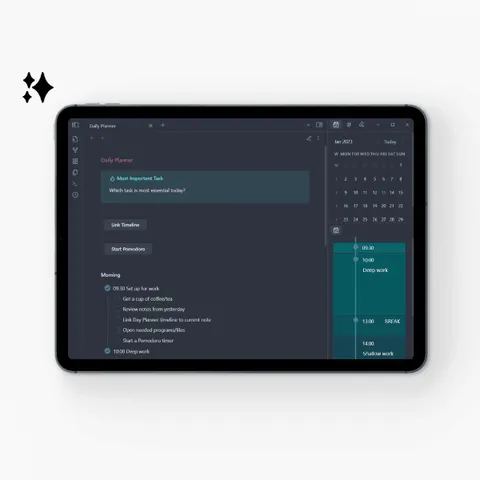 Daily Planner
Daily Planner
Most Important Task
Which task is most essential today?
Link Timeline
Start Pomodoro
Morning
09:30 Set up for work
Get a cup of coffee/tea
Review notes from yesterday
Link Day Planner timeline to current note
Open needed programs/files
Start a Pomodoro timer
10:00 Deep work
Jan 2023
Today
W MON TUE WED THU FRI SAT SUN
1
2 3 4 5 6 7 8
9 10 11 12 13 14 15
16 17 18 19 20 21 22
23 24 25 26 27 28 29
09:30
10:00
Deep work
13:00 BREAK
14:00
Shallow work